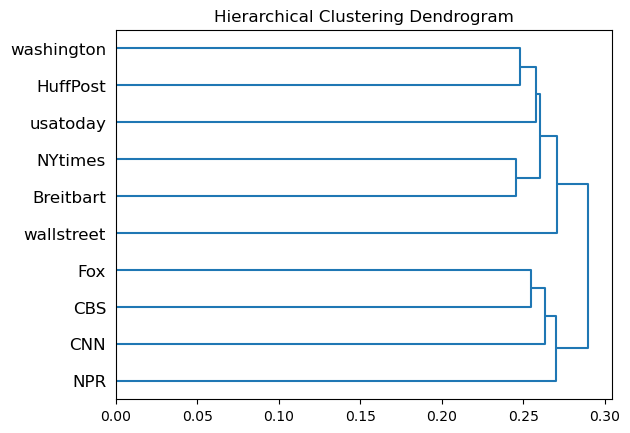 Hierarchical Clustering Dendrogram
washington
HuffPost
usatoday
NYtimes
Breitbart
wallstreet
Fox
CBS
CNN
NPR
0.00 0.05 0.10 0.15 0.20 0.25 0.30